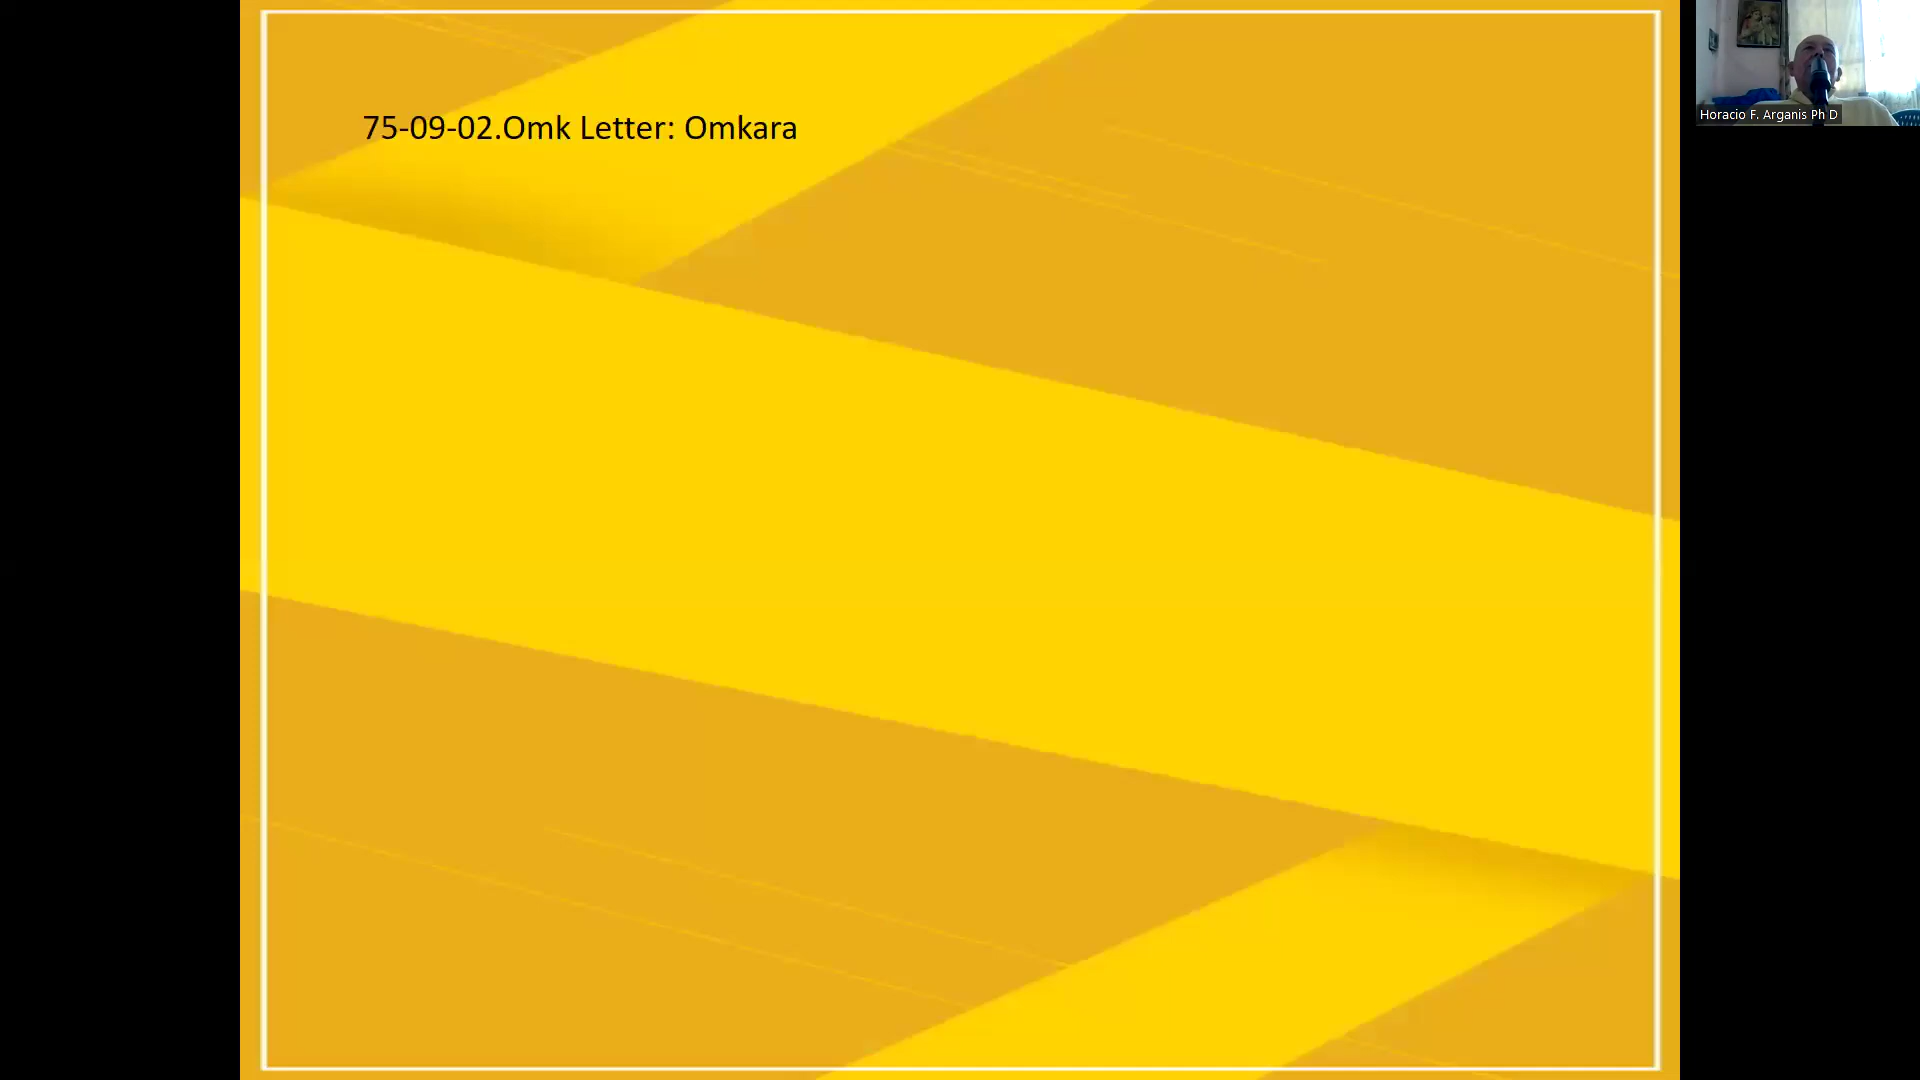 75-09-02.Omk Letter: Omkara
Horacio F. Arganis Ph D